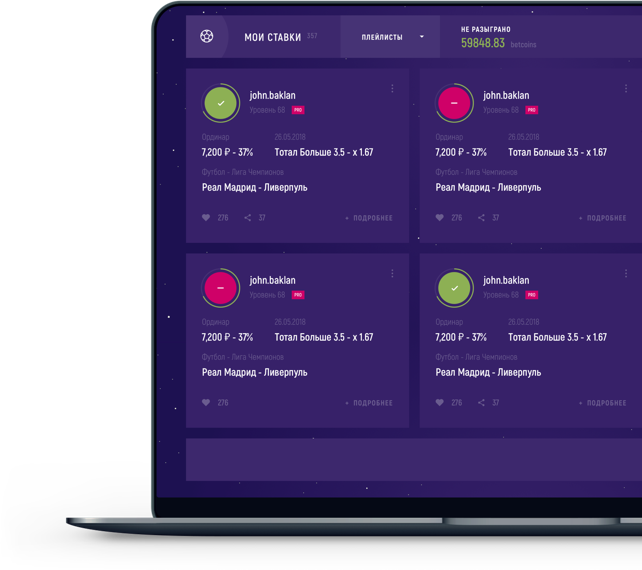 МОИ СТАВКИ 357
ПЛЕЙЛИСТЫ
НЕ РАЗЫГРАНО
59848.83 betcoins
john.baklan
Уровень 68 PRO
Ординар 26.05.2018
7,200 ₽ - 37% Тотал Больше 3.5 - x 1.67
Футбол - Лига Чемпионов
Реал Мадрид - Ливерпуль
276 37 + ПОДРОБНЕЕ
john.baklan
Уровень 68 PRO
Ординар 26.05.2018
7,200 ₽ - 37% Тотал Больше 3.5 - x 1.67
Футбол - Лига Чемпионов
Реал Мадрид - Ливерпуль
276 37 + ПОДРОБНЕЕ
john.baklan
Уровень 68 PRO
Ординар 26.05.2018
7,200 ₽ - 37% Тотал Больше 3.5 - x 1.67
Футбол - Лига Чемпионов
Реал Мадрид - Ливерпуль
276 + ПОДРОБНЕЕ
john.baklan
Уровень 68 PRO
Ординар 26.05.2018
7,200 ₽ - 37% Тотал Больше 3.5 - x 1.67
Футбол - Лига Чемпионов
Реал Мадрид - Ливерпуль
276 37 + ПОДРОБНЕЕ